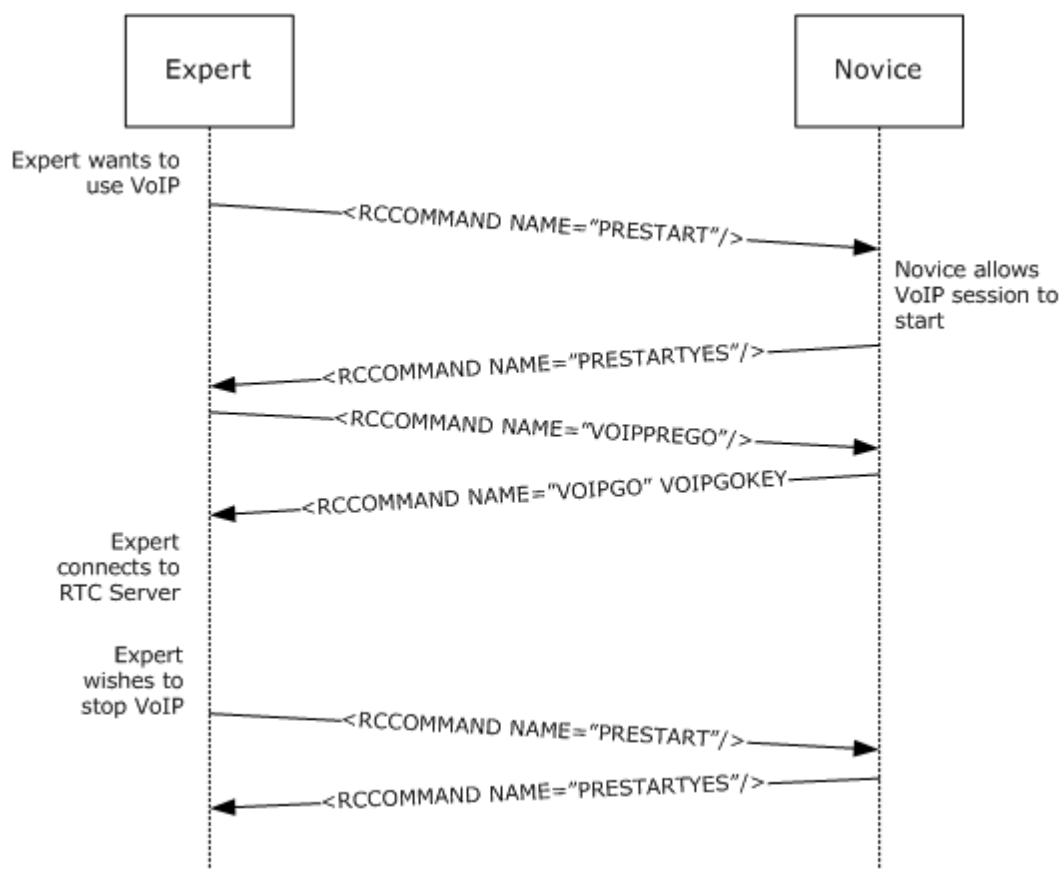 Expert
Novice
Expert wants to
use VoIP
<RCCOMMAND NAME=”PRESTART”/>
Novice allows
VoIP session to
start
<RCCOMMAND NAME=”PRESTARTYES”/>
<RCCOMMAND NAME=”VOIPPREGO”/>
<RCCOMMAND NAME=”VOIPGO” VOIPGOKEY
Expert
connects to
RTC Server
Expert
wishes to
stop VoIP
<RCCOMMAND NAME=”PRESTART”/>
<RCCOMMAND NAME=”PRESTARTYES”/>